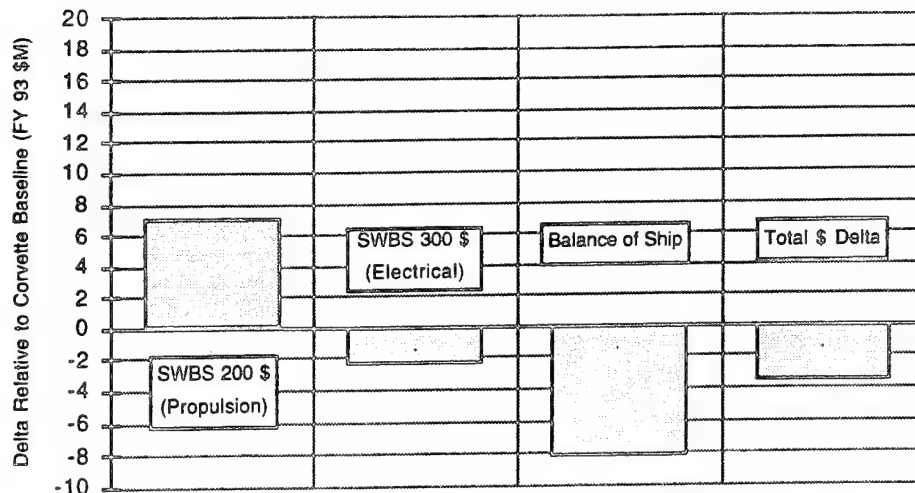 Delta Relative to Corvette Baseline (FY 93 $M)
20
18
16
14
12
10
8
6
4
2
0
-2
-4
-6
-8
-10
SWBS 200 $
(Propulsion)
SWBS 300 $
(Electrical)
Balance of Ship
Total $ Delta